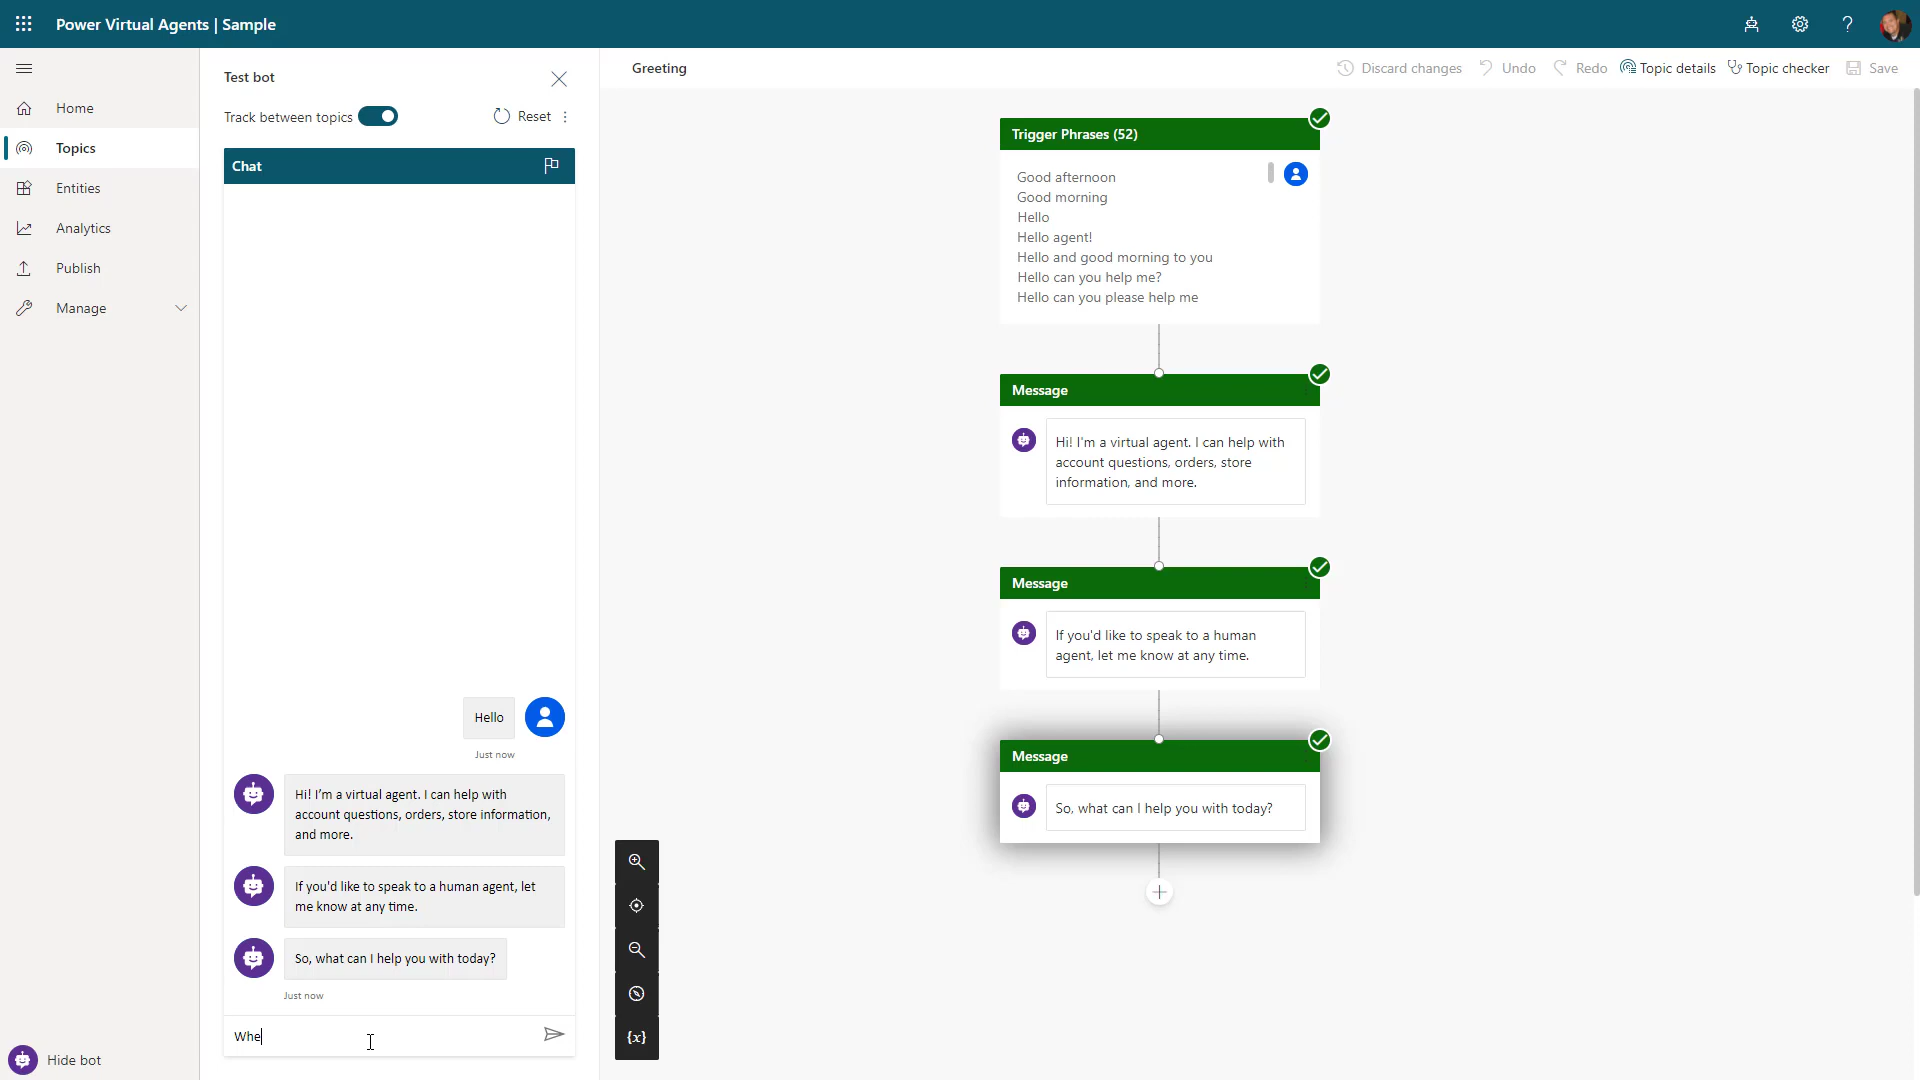 Power Virtual Agents | Sample
Home
Topics
Entities
Analytics
Publish
Manage
Hide bot
Test bot
Track between topics
Reset
Chat
Hello
Just now
Hi! I'm a virtual agent. I can help with
account questions, orders, store information,
and more.
If you'd like to speak to a human agent, let
me know at any time.
So, what can I help you with today?
Just now
Whe
Greeting
Discard changes
Undo
Redo
Topic details
Topic checker
Save
Trigger Phrases (52)
Good afternoon
Good morning
Hello
Hello agent!
Hello and good morning to you
Hello can you help me?
Hello can you please help me
Message
Hi! I'm a virtual agent. I can help with
account questions, orders, store
information, and more.
Message
If you'd like to speak to a human
agent, let me know at any time.
Message
So, what can I help you with today?
{x}